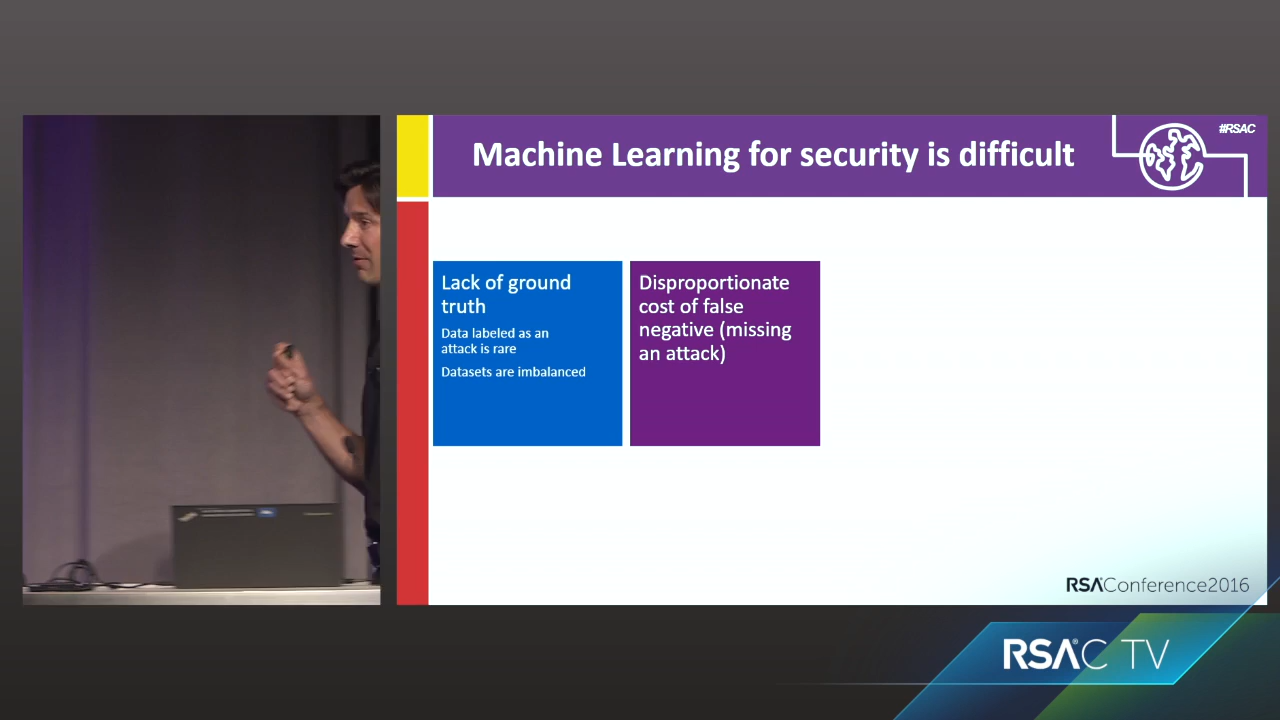 Machine Learning for security is difficult
#RSAC
Lack of ground
truth
Data labeled as an
attack is rare
Datasets are imbalanced
Disproportionate
cost of false
negative (missing
an attack)
RSAConference2016
RSAC TV